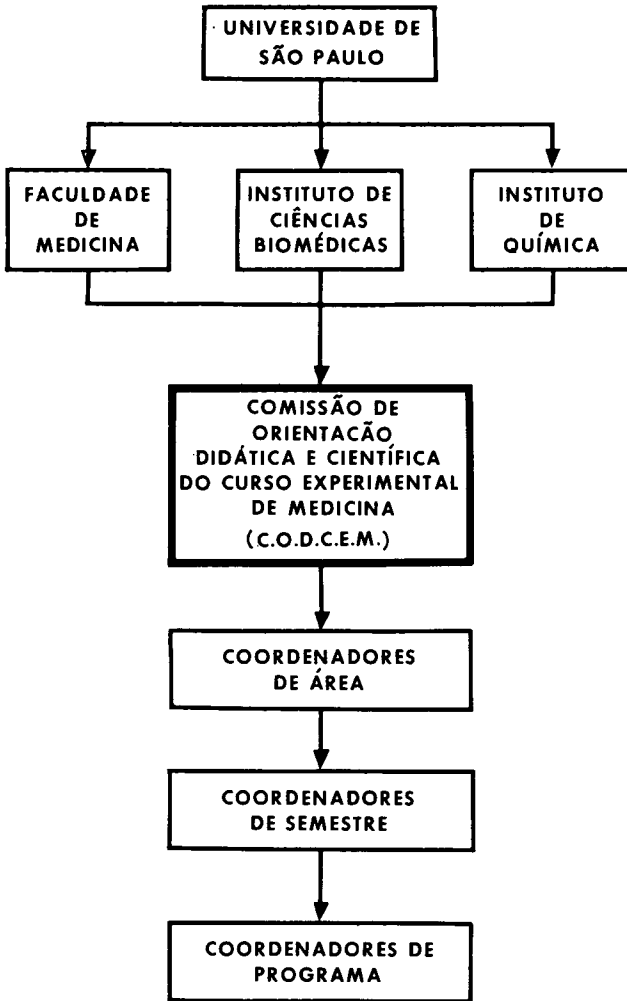 UNIVERSIDADE DE
SÃO PAULO
FACULDADE
DE
MEDICINA
INSTITUTO DE
CIÊNCIAS
BIOMÉDICAS
INSTITUTO
DE
QUÍMICA
COMISSÃO DE
ORIENTACÃO
DIDÁTICA E CIENTÍFICA
DO CURSO EXPERIMENTAL
DE MEDICINA
(C.O.D.C.E.M.)
COORDENADORES
DE ÁREA
COORDENADORES
DE SEMESTRE
COORDENADORES DE
PROGRAMA